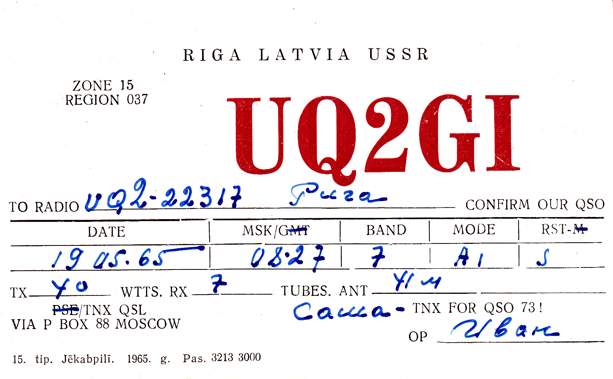 RIGA LATVIA USSR
ZONE 15
REGION 037
UQ2GI
TO RADIO UQ2-22317 Рига CONFIRM OUR QSO
DATE MSK/GMT BAND MODE RST-M
19 05.65 08.27 7 A1 5
TX 40 WTTS. RX 7 TUBES. ANT 41 м
PSE/TNX QSL Саша - TNX FOR QSO 73!
VIA P BOX 88 MOSCOW
OP Иван
15. tip. Jēkabpilī. 1965. g. Pas. 3213 3000